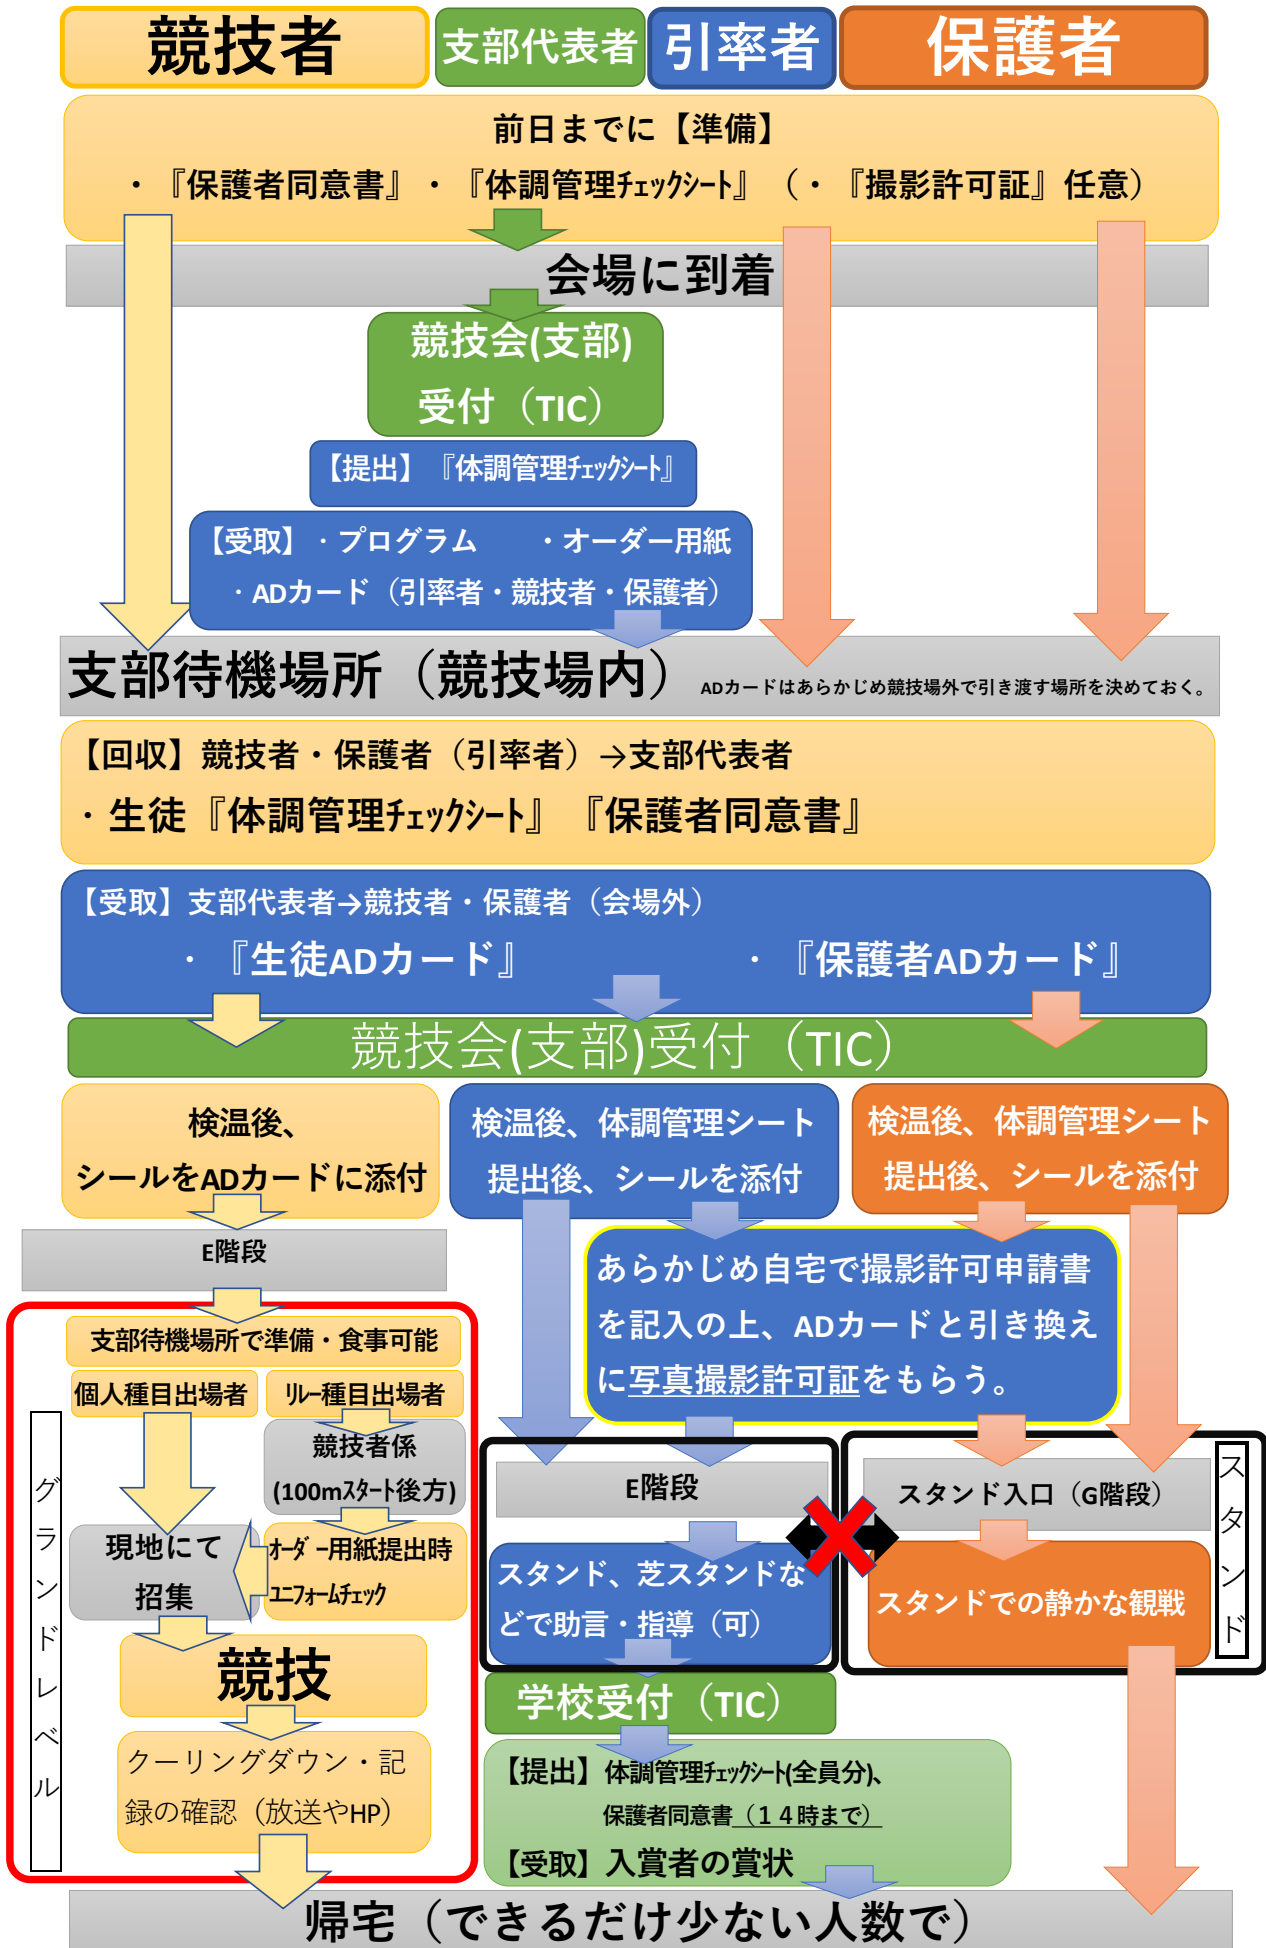 競技者
支部代表者
引率者
保護者
前日までに【準備】
・『保護者同意書』・『体調管理ﾁｪｯｸｼｰﾄ』（・『撮影許可証』任意）
会場に到着
競技会(支部)
受付（TIC）
【提出】『体調管理ﾁｪｯｸｼｰﾄ』
【受取】・プログラム　・オーダー用紙
・ADカード（引率者・競技者・保護者）
支部待機場所（競技場内）ADカードはあらかじめ競技場外で引き渡す場所を決めておく。
【回収】競技者・保護者（引率者）→支部代表者
・生徒『体調管理ﾁｪｯｸｼｰﾄ』『保護者同意書』
【受取】支部代表者→競技者・保護者（会場外）
・『生徒ADカード』　・『保護者ADカード』
競技会(支部)受付（TIC）
検温後、
シールをADカードに添付
検温後、体調管理シート
提出後、シールを添付
検温後、体調管理シート
提出後、シールを添付
E階段
あらかじめ自宅で撮影許可申請書
を記入の上、ADカードと引き換え
に写真撮影許可証をもらう。
支部待機場所で準備・食事可能
個人種目出場者
ﾘﾚｰ種目出場者
競技者係
(100mｽﾀｰﾄ後方)
グランドレベル
現地にて
招集
ｵｰﾀﾞｰ用紙提出時
ﾕﾆﾌｫｰﾑﾁｪｯｸ
競技
クーリングダウン・記
録の確認（放送やHP）
E階段
スタンド、芝スタンドな
どで助言・指導（可）
スタンド入口（G階段）
スタンドでの静かな観戦
スタンド
学校受付（TIC）
【提出】体調管理ﾁｪｯｸｼｰﾄ(全員分)、
保護者同意書（１４時まで）
【受取】入賞者の賞状
帰宅（できるだけ少ない人数で）